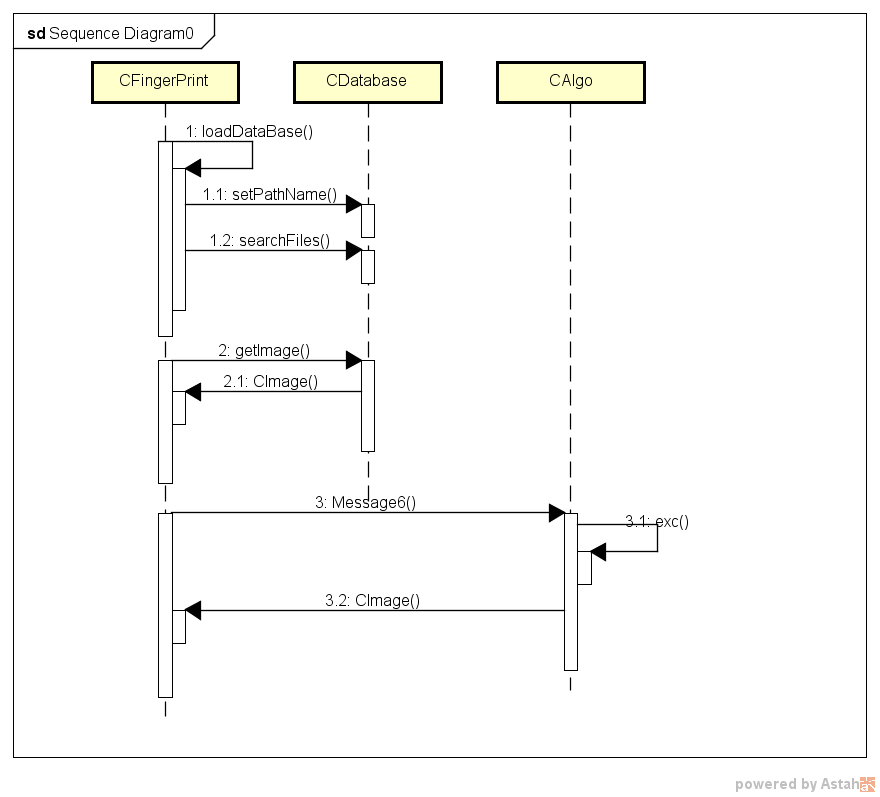 sd Sequence Diagram0
CFingerPrint
CDatabase
CAlgo
1: loadDataBase()
1.1: setPathName()
1.2: searchFiles()
2: getImage()
2.1: CImage()
3: Message6()
3.1: exc()
3.2: CImage()
powered by Astah